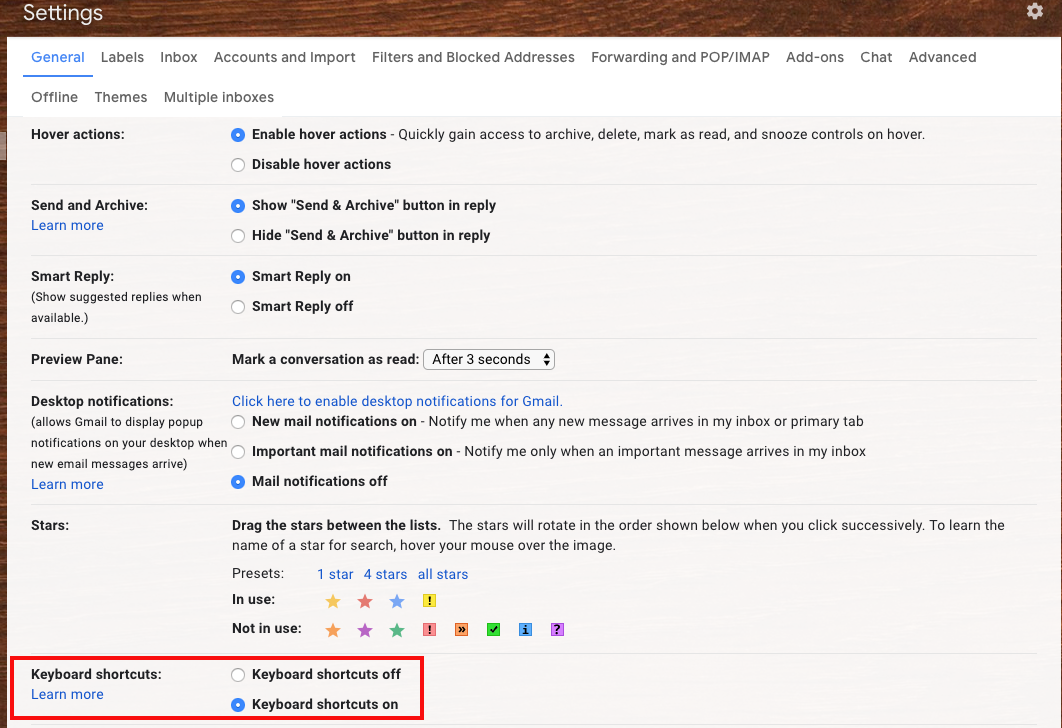 Settings
General Labels Inbox Accounts and Import Filters and Blocked Addresses Forwarding and POP/IMAP Add-ons Chat Advanced
Offline Themes Multiple inboxes
Hover actions: Enable hover actions - Quickly gain access to archive, delete, mark as read, and snooze controls on hover.
Disable hover actions
Send and Archive: Show "Send & Archive" button in reply
Learn more
Hide "Send & Archive" button in reply
Smart Reply: Smart Reply on
(Show suggested replies when
available.)
Smart Reply off
Preview Pane: Mark a conversation as read: After 3 seconds
Desktop notifications: Click here to enable desktop notifications for Gmail.
(allows Gmail to display popup
notifications on your desktop when
new email messages arrive)
Learn more
New mail notifications on - Notify me when any new message arrives in my inbox or primary tab
Important mail notifications on - Notify me only when an important message arrives in my inbox
Mail notifications off
Stars: Drag the stars between the lists. The stars will rotate in the order shown below when you click successively. To learn the
name of a star for search, hover your mouse over the image.
Presets: 1 star 4 stars all stars
In use: !
Not in use: ! » ✓ i ?
Keyboard shortcuts: Keyboard shortcuts off
Learn more
Keyboard shortcuts on